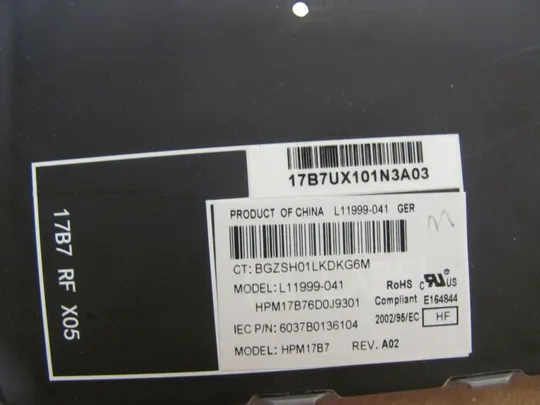 17B7UX101N3A03
PRODUCT OF CHINA L11999-041 GER
CT: BGZSH01LKDKG6M
MODEL: L11999-041
HPM17B76D0J9301
IEC P/N: 6037B0136104
MODEL: HPM17B7 REV. A02
RoHS
Compliant
2002/95/EC
c US
E164844
HF
17B7 RF X05